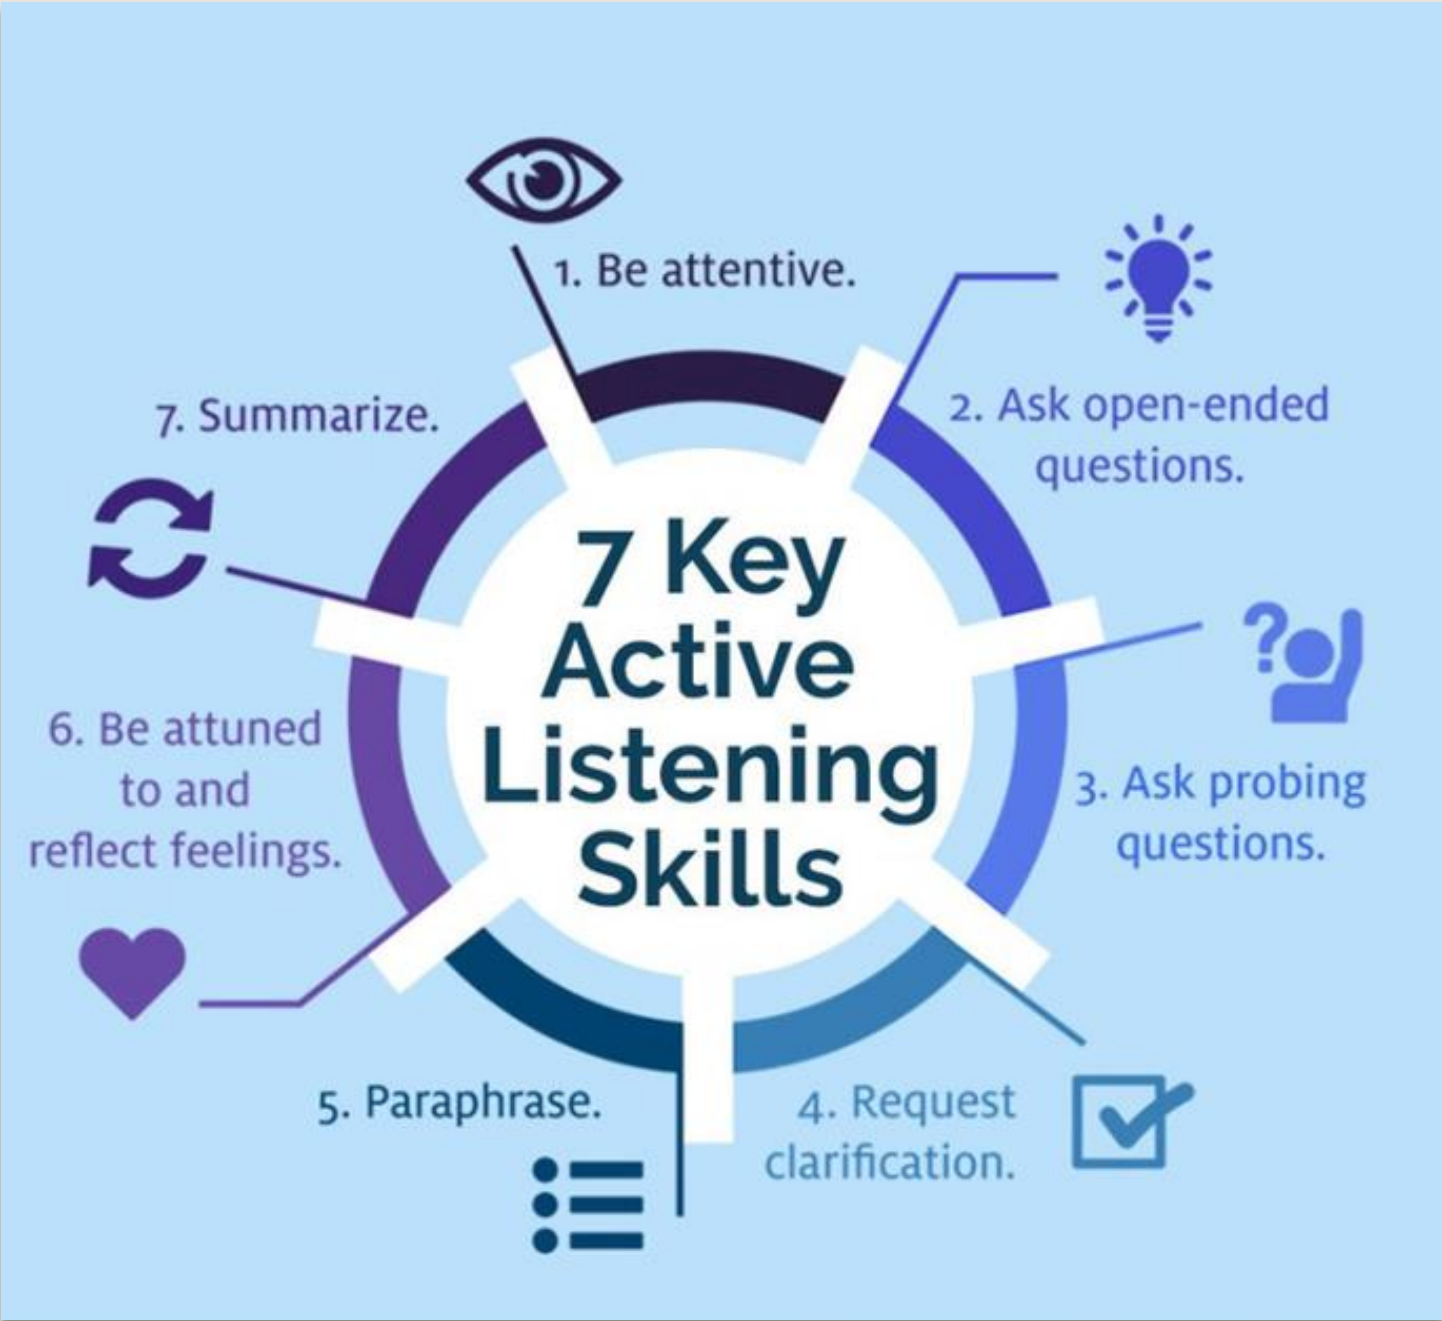 7 Key
Active
Listening
Skills
1. Be attentive.
2. Ask open-ended
questions.
3. Ask probing
questions.
4. Request
clarification.
5. Paraphrase.
6. Be attuned
to and
reflect feelings.
7. Summarize.
?